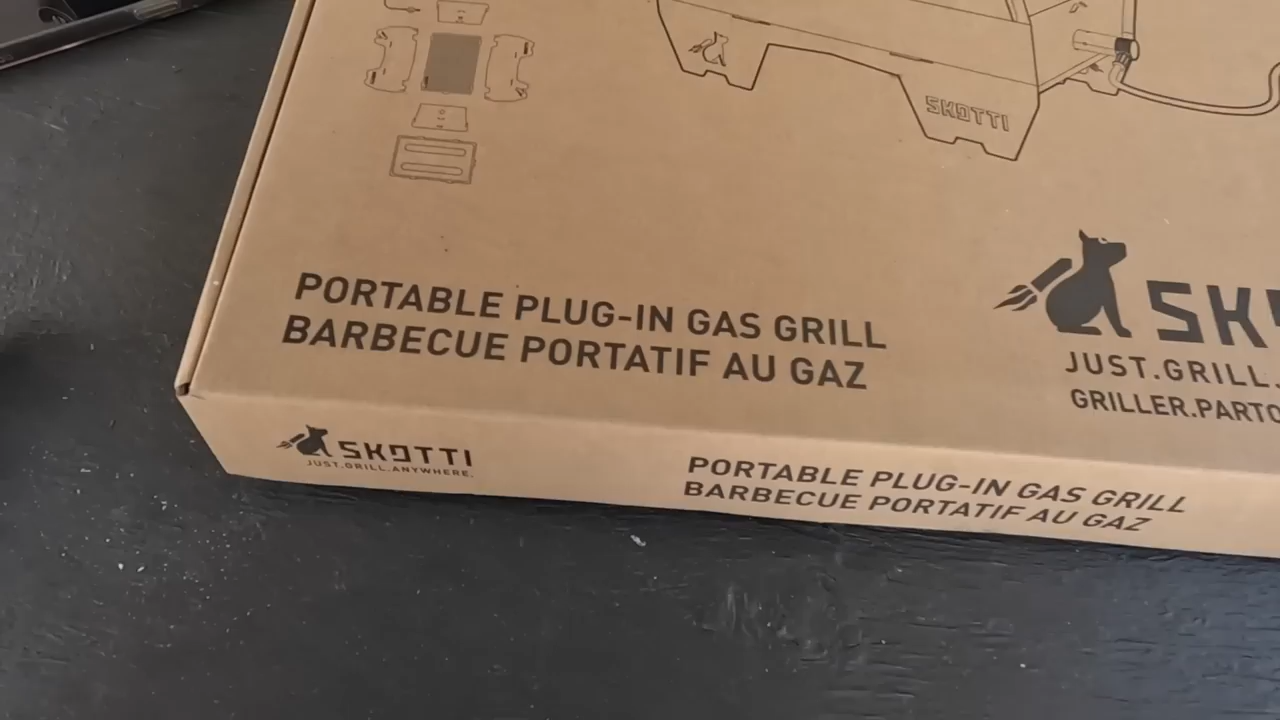 SKOTTI
PORTABLE PLUG-IN GAS GRILL
BARBECUE PORTATIF AU GAZ
JUST.GRILL.
SKOTTI
JUST.GRILL.ANYWHERE.
PORTABLE PLUG-IN GAS GRILL
BARBECUE PORTATIF AU GAZ